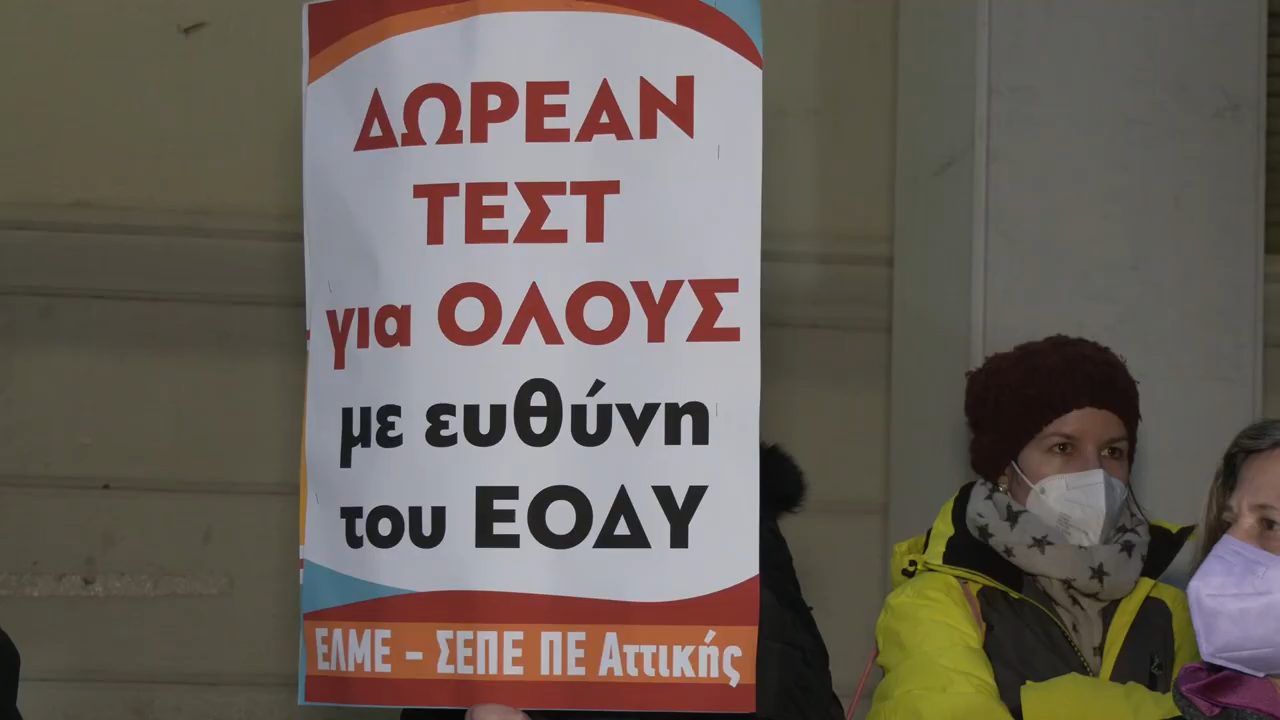 ΔΩΡΕΑΝ
ΤΕΣΤ
για ΟΛΟΥΣ
με ευθύνη
του ΕΟΔΥ
ΕΛΜΕ - ΣΕΠΕ ΠΕ Αττικής